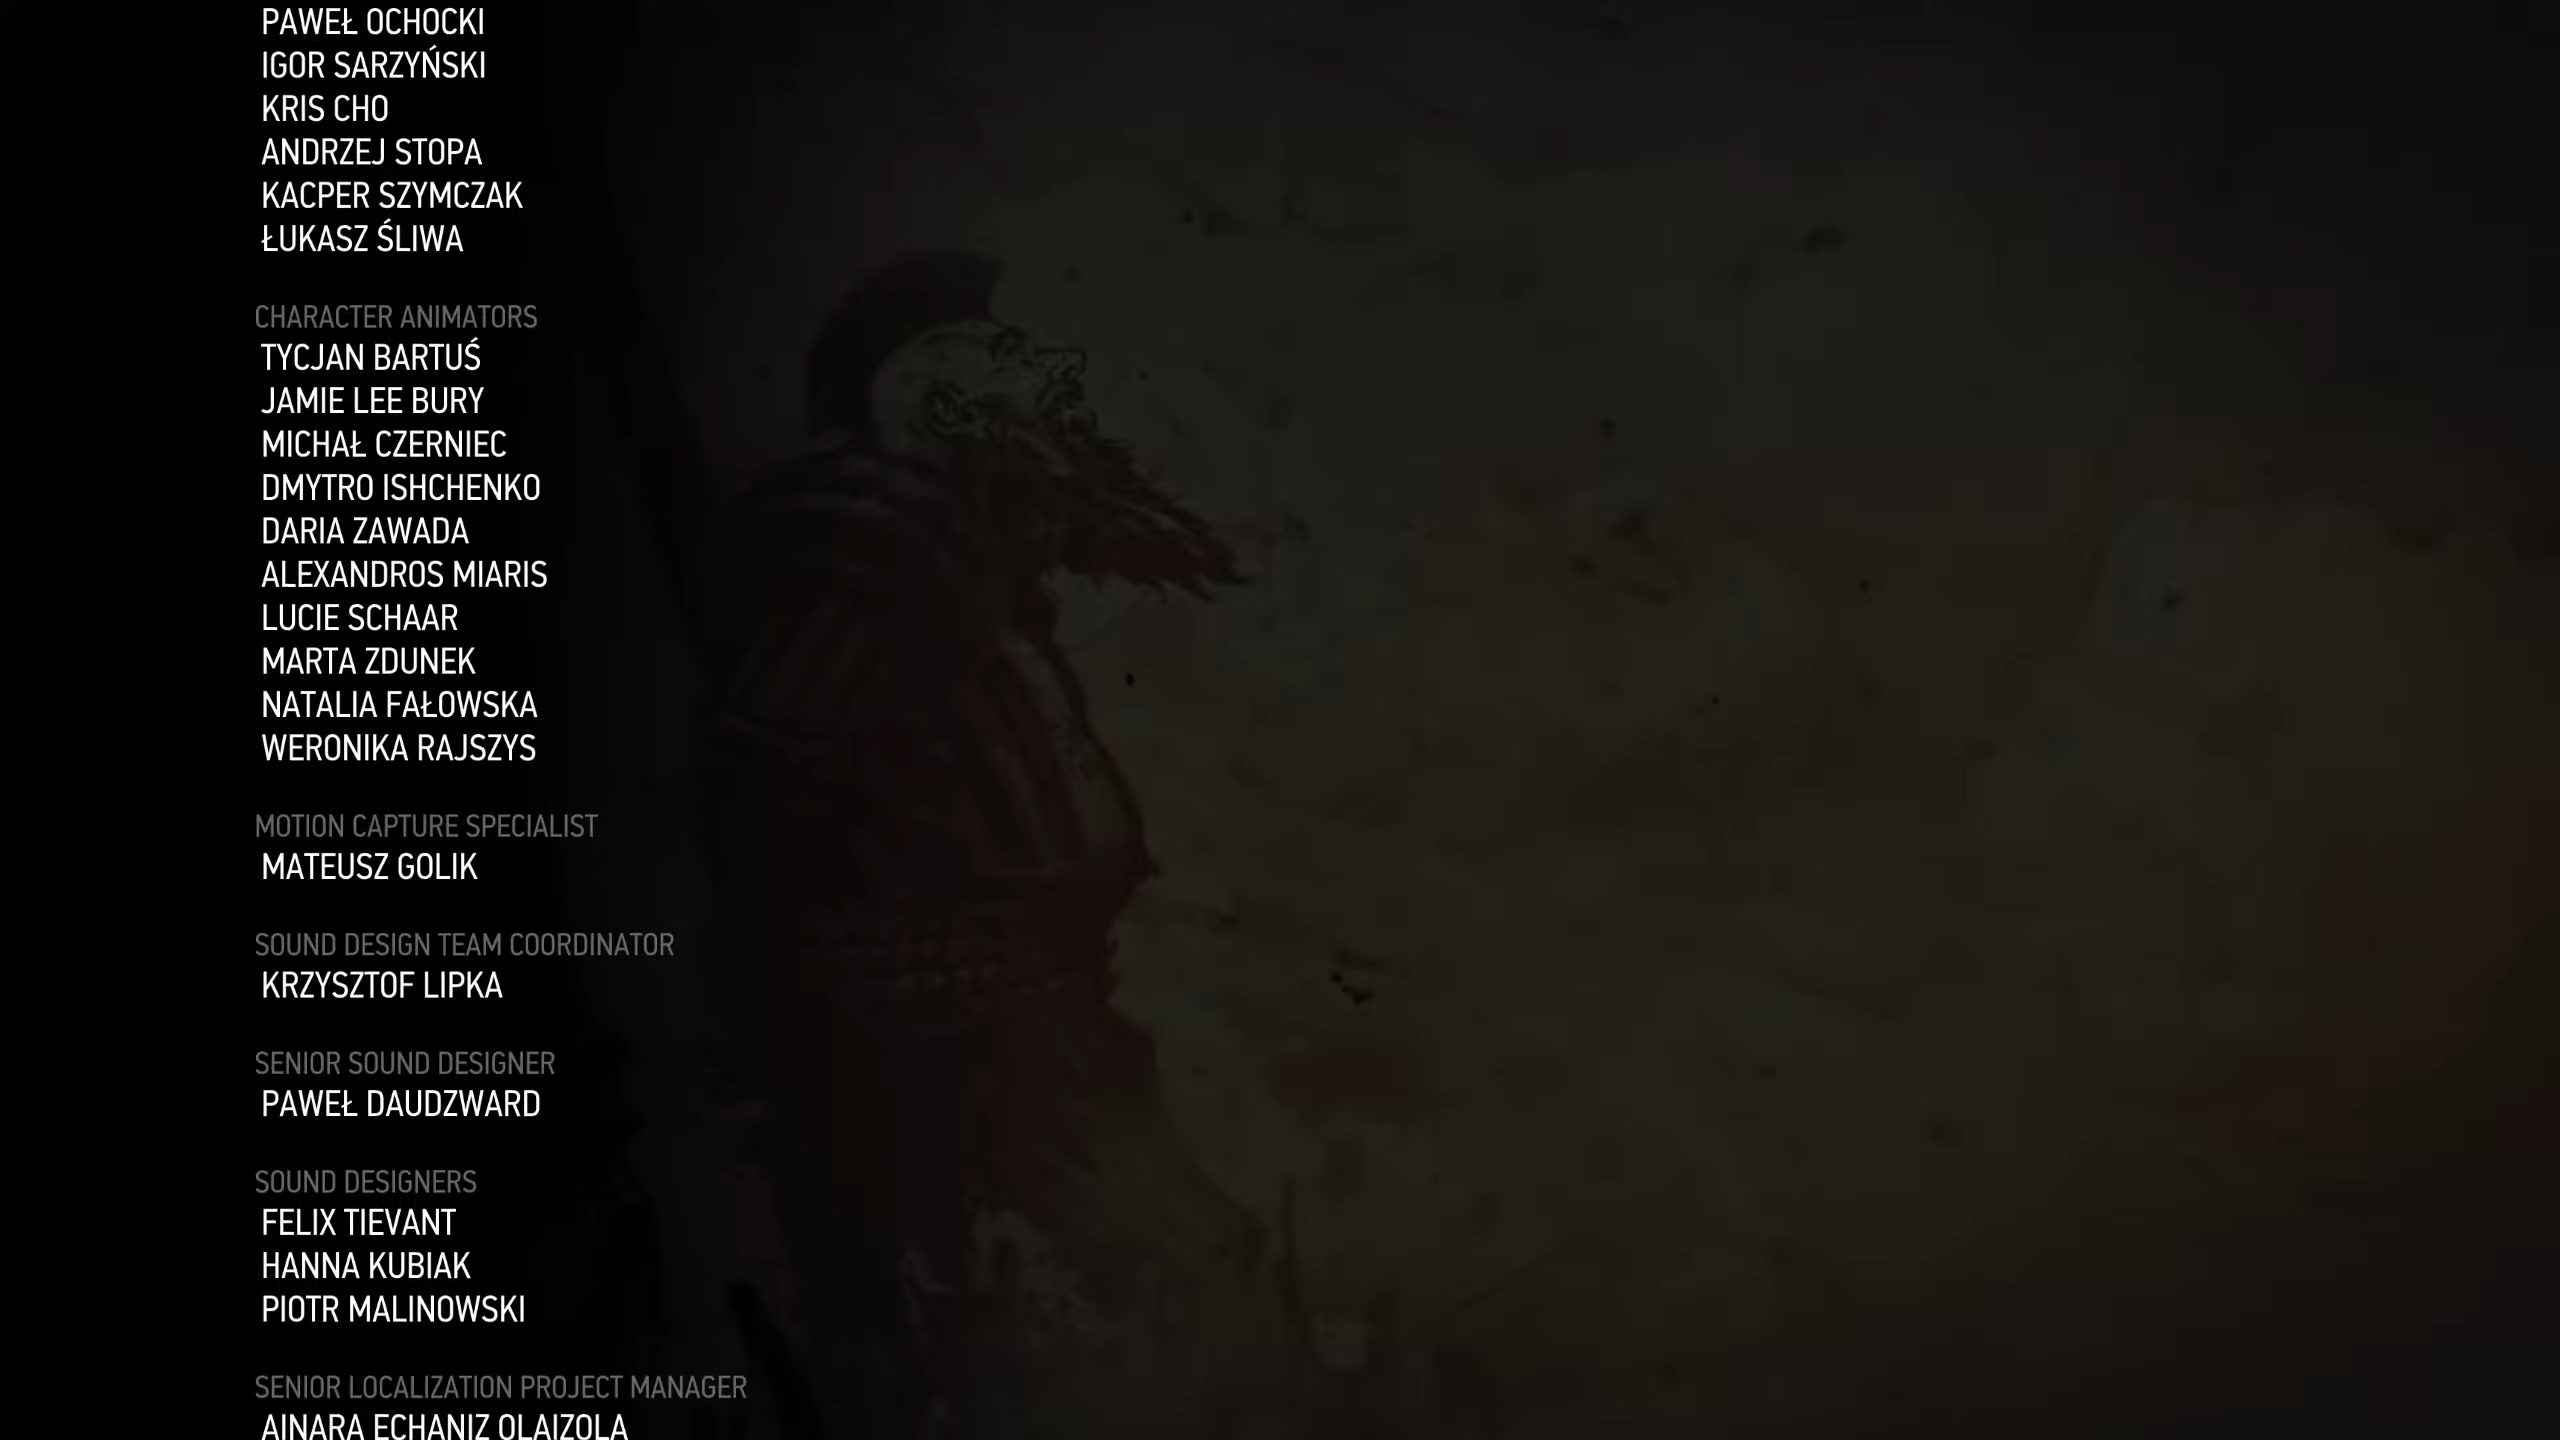 PAWEŁ OCHOCKI
IGOR SARZYŃSKI
KRIS CHO
ANDRZEJ STOPA
KACPER SZYMCZAK
ŁUKASZ ŚLIWA
CHARACTER ANIMATORS
TYCJAN BARTUŚ
JAMIE LEE BURY
MICHAŁ CZERNIEC
DMYTRO ISHCHENKO
DARIA ZAWADA
ALEXANDROS MIARIS
LUCIE SCHAAR
MARTA ZDUNEK
NATALIA FAŁOWSKA
WERONIKA RAJSZYS
MOTION CAPTURE SPECIALIST
MATEUSZ GOLIK
SOUND DESIGN TEAM COORDINATOR
KRZYSZTOF LIPKA
SENIOR SOUND DESIGNER
PAWEŁ DAUDZWARD
SOUND DESIGNERS
FELIX TIEVANT
HANNA KUBIAK
PIOTR MALINOWSKI
SENIOR LOCALIZATION PROJECT MANAGER
AINARA ECHANIZ OLAIZOLA